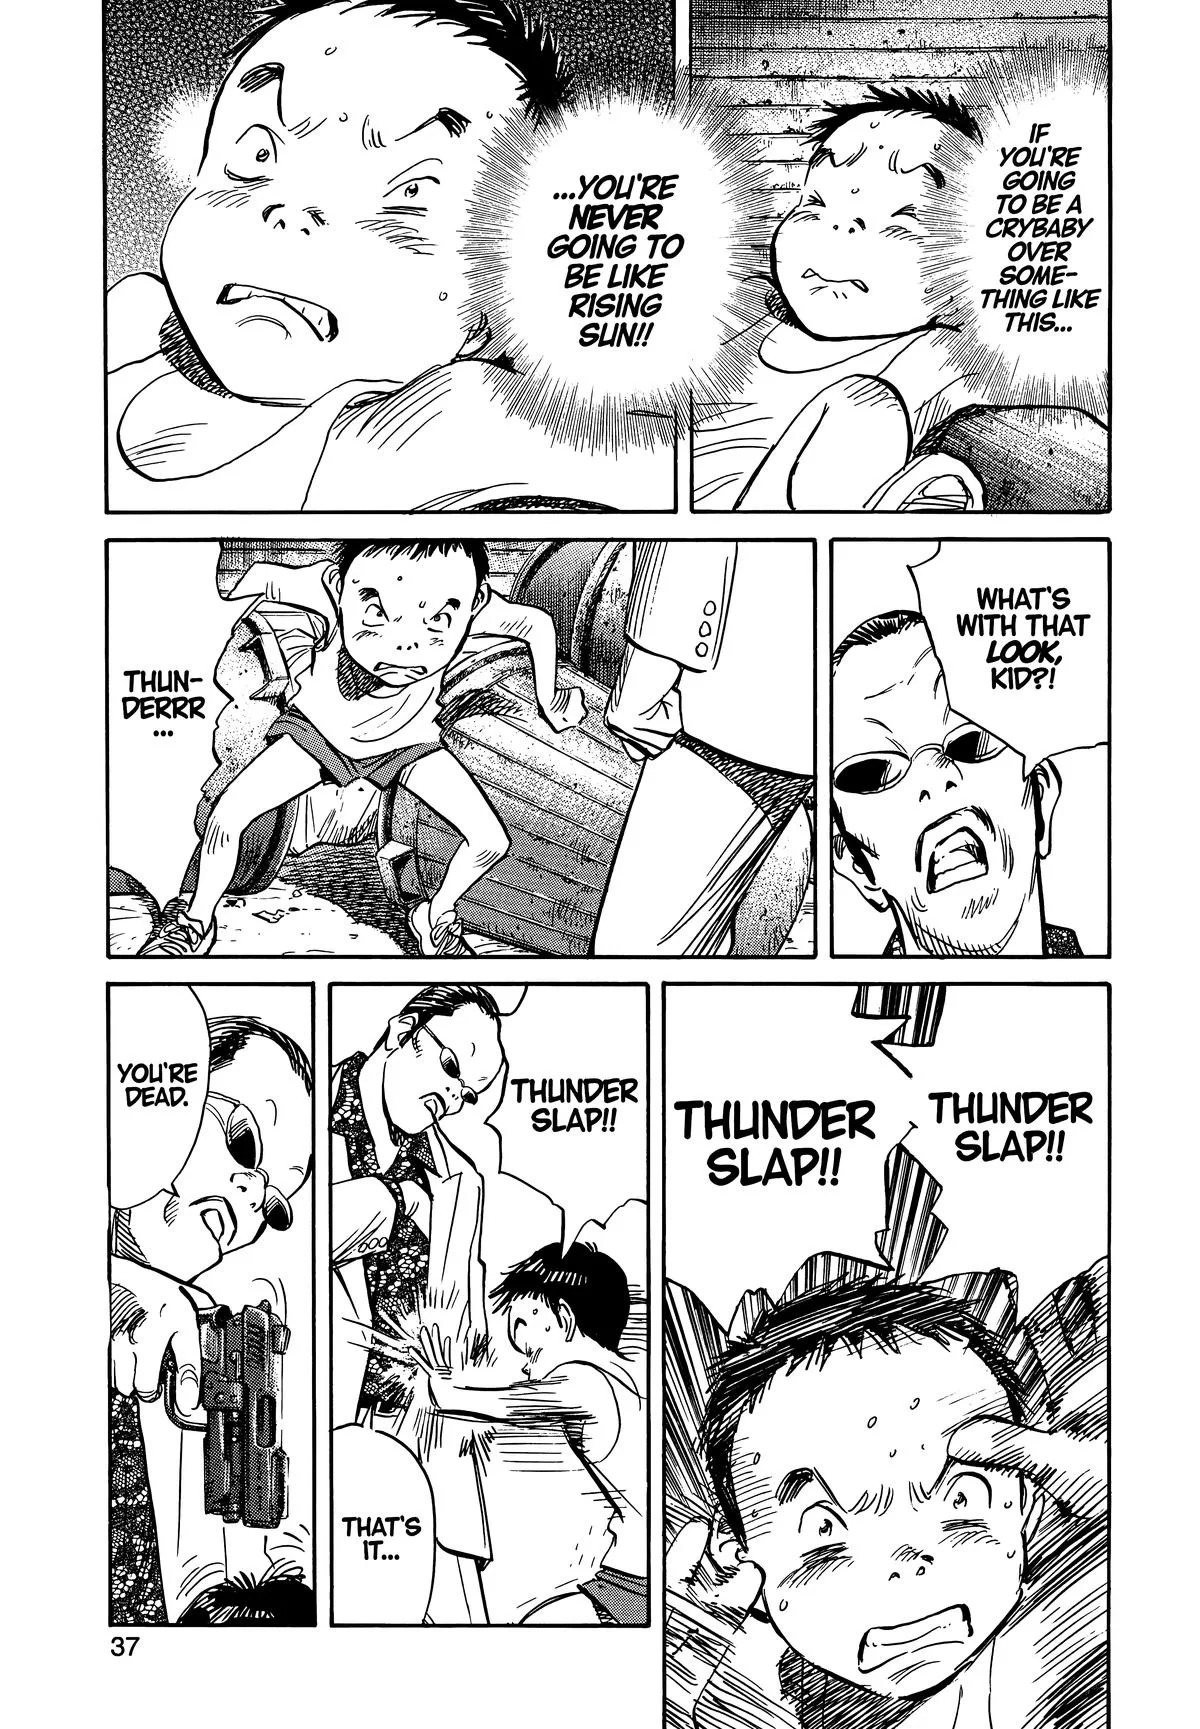 IF
YOU'RE
GOING
TO BE A
CRYBABY
OVER
SOME-
THING LIKE
THIS...
...YOU'RE
NEVER
GOING TO
BE LIKE
RISING
SUN!!
WHAT'S
WITH THAT
LOOK,
KID?!
THUN-
DERRR
...
THUNDER
SLAP!!
THUNDER
SLAP!!
THUNDER
SLAP!!
THAT'S
IT...
YOU'RE
DEAD.
37